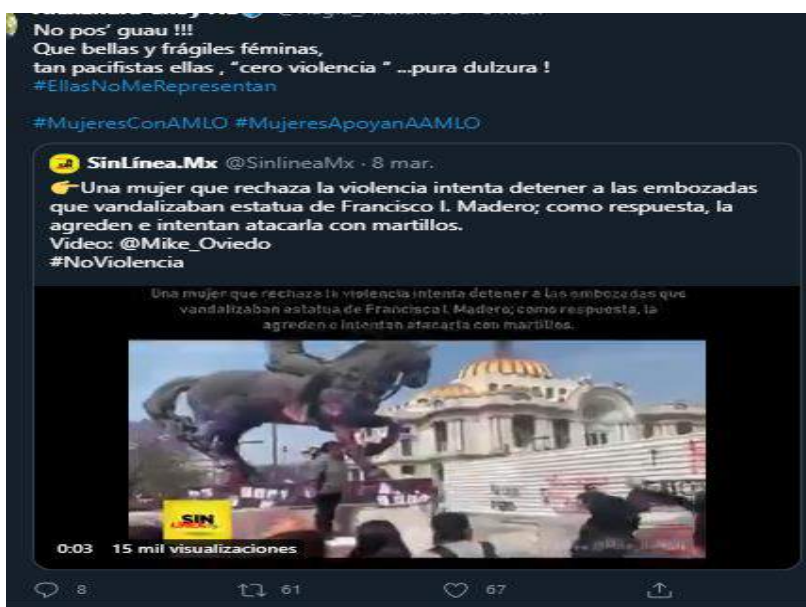 No pos' guau !!!
Que bellas y frágiles féminas,
tan pacifistas ellas , "cero violencia " ...pura dulzura !
#EllasNoMeRepresentan
#MujeresConAMLO #MujeresApoyanAAMLO
SinLínea.Mx @SinlineaMx · 8 mar.
👉Una mujer que rechaza la violencia intenta detener a las embozadas
que vandalizaban estatua de Francisco I. Madero; como respuesta, la
agreden e intentan atacarla con martillos.
Video: @Mike_Oviedo
#NoViolencia
Una mujer que rechaza la violencia intenta detener a las embozadas que
vandalizaban estatua de Francisco I. Madero; como respuesta, la
agreden e intentan atacarla con martillos.
SIN
0:03 15 mil visualizaciones
8 61 67